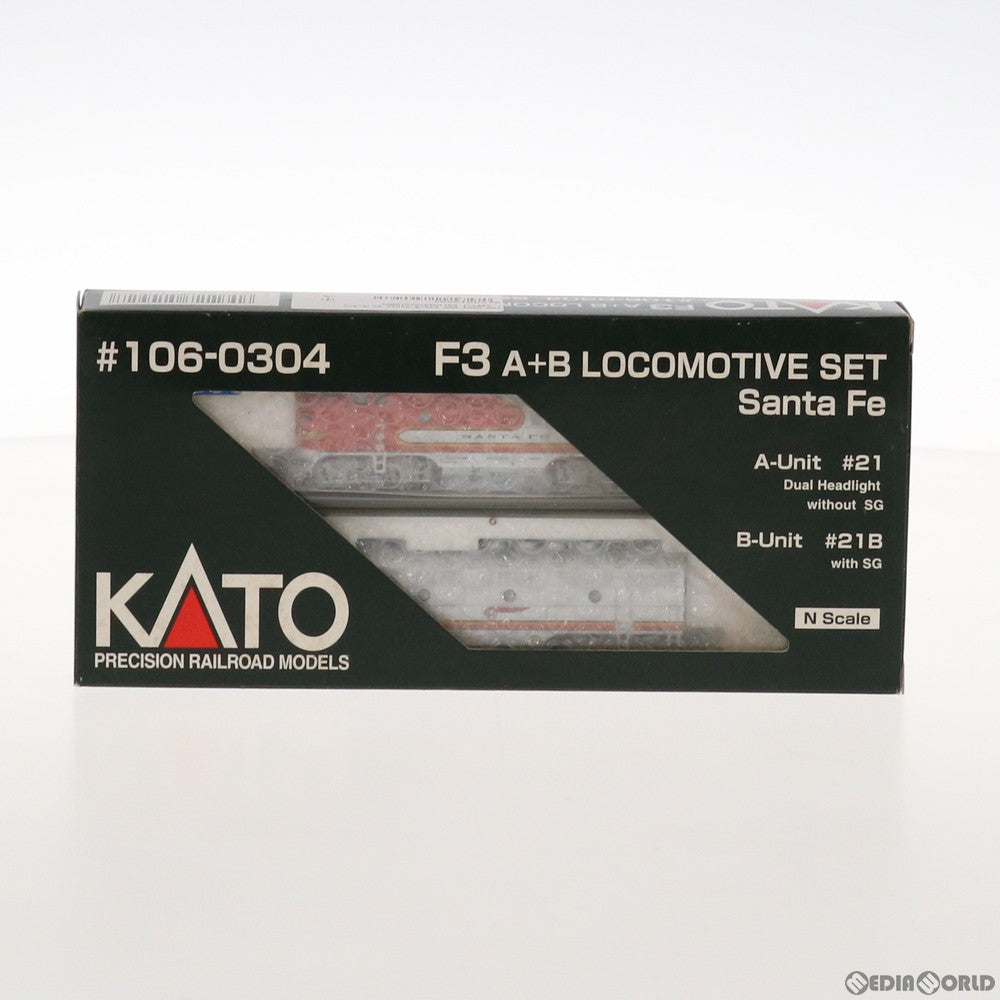 #106-0304
F3 A+B LOCOMOTIVE SET
Santa Fe
A-Unit #21
Dual Headlight
without SG
B-Unit #21B
with SG
N Scale
SANTA FE
KATO
PRECISION RAILROAD MODELS
MEDIAWORLD